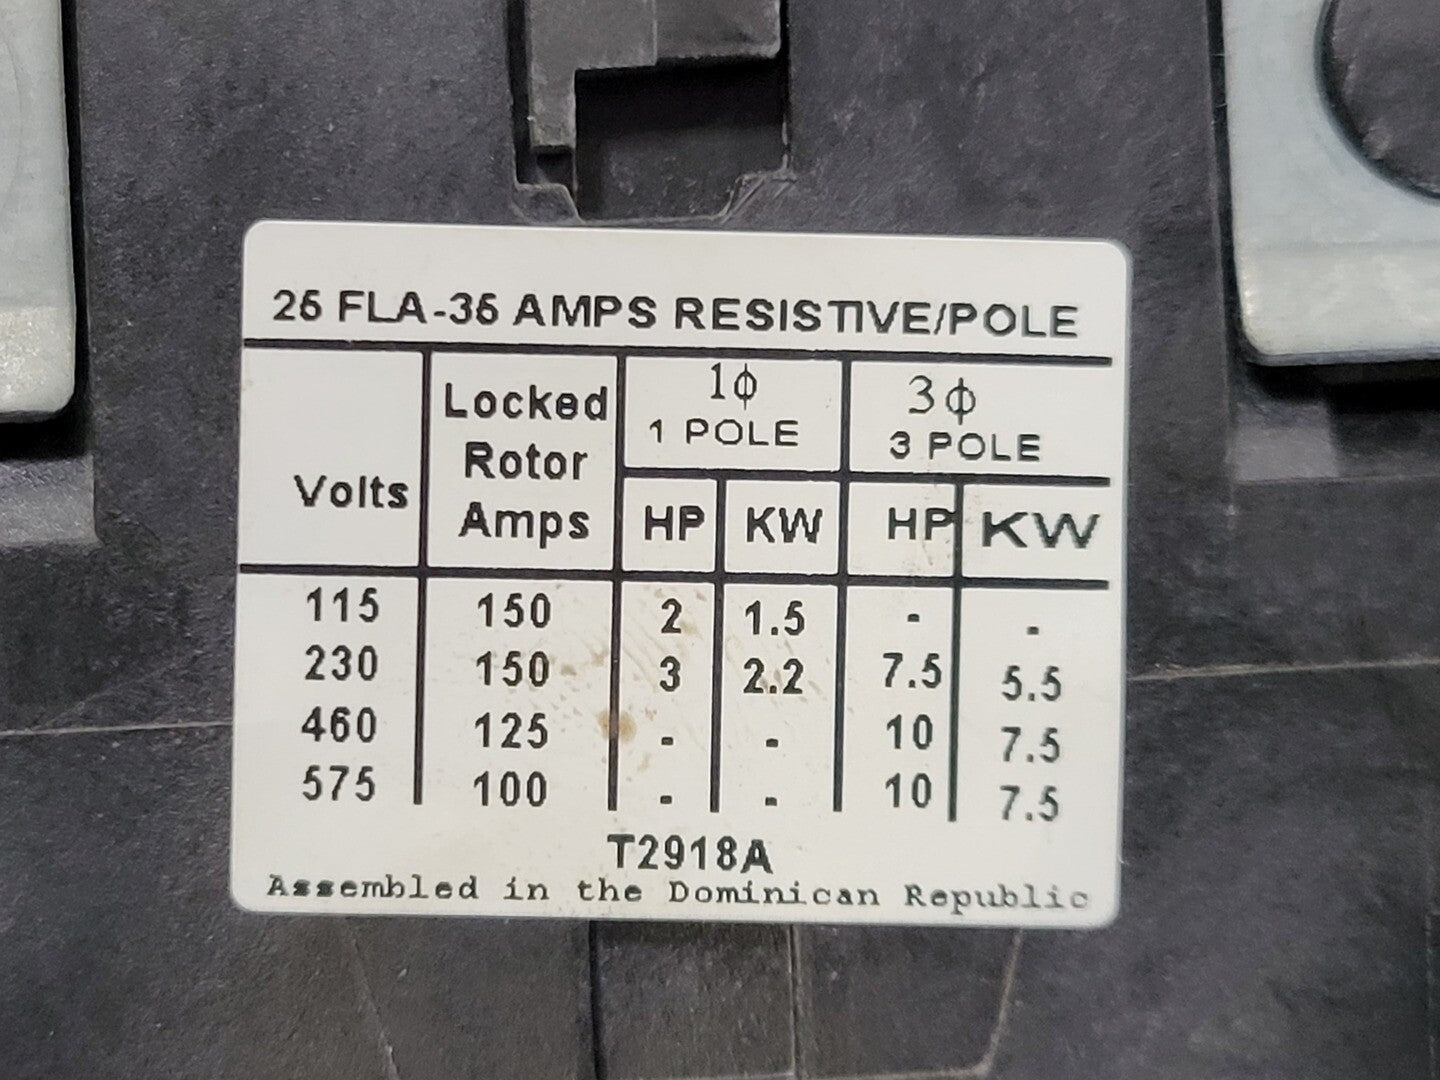 25 FLA-35 AMPS RESISTIVE/POLE
Volts Locked Rotor Amps 1ϕ 1 POLE 3ϕ 3 POLE
HP KW HP KW
115 150 2 1.5 - -
230 150 3 2.2 7.5 5.5
460 125 - - 10 7.5
575 100 - - 10 7.5
T2918A
Assembled in the Dominican Republic